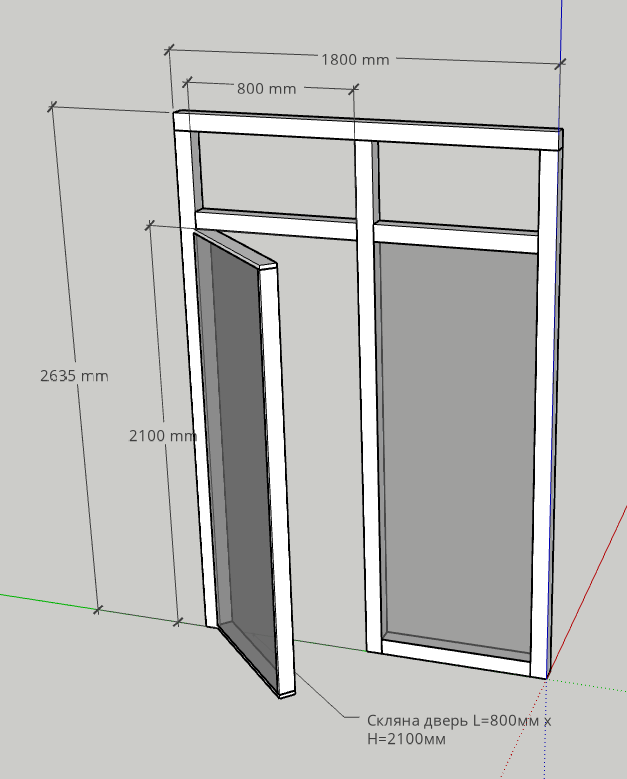 1800 mm
800 mm
2635 mm
2100 mm
Скляна дверь L=800мм х
H=2100мм